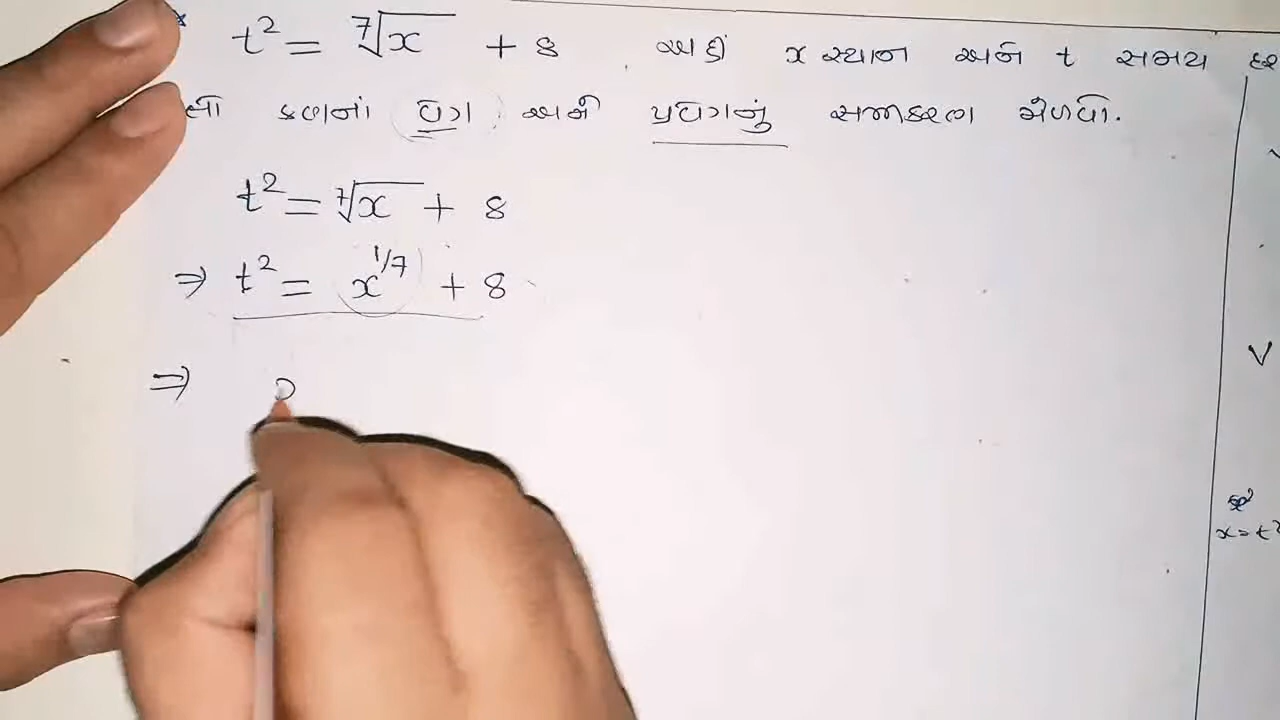 t² = ⁷√x + 8 અહીં x સ્થાન અને t સમય
કણનાં વેગ અને પ્રવેગનું સમીકરણ મેળવો.
t² = ⁷√x + 8
⇒ t² = x^{1/7} + 8
⇒
V
x = t²